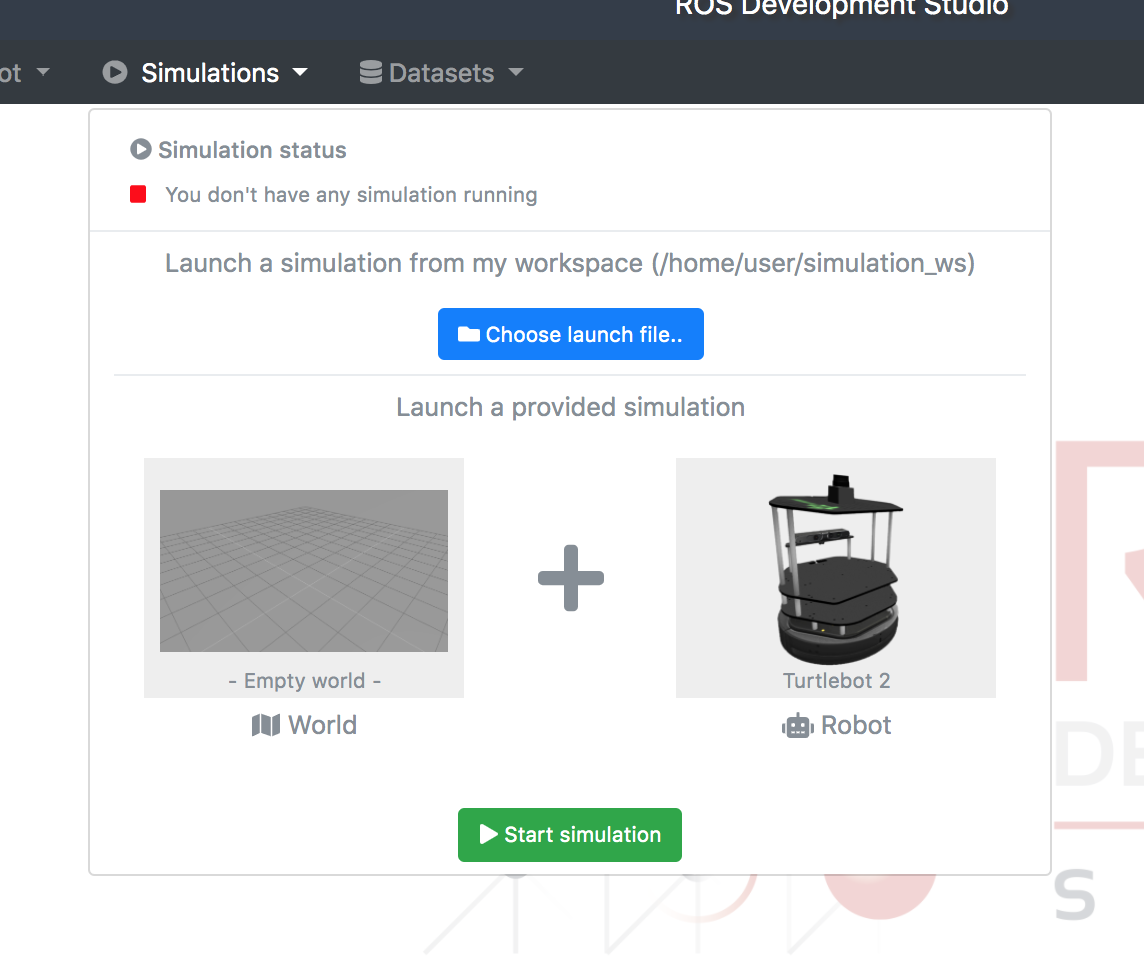 ROS Development Studio
ot Simulations Datasets
Simulation status
You don't have any simulation running
Launch a simulation from my workspace (/home/user/simulation_ws)
Choose launch file..
Launch a provided simulation
- Empty world -
Turtlebot 2
World
Robot
Start simulation
DE
S